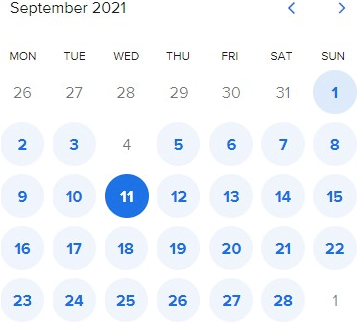 September 2021
MON TUE WED THU FRI SAT SUN
26 27 28 29 30 31 1
2 3 4 5 6 7 8
9 10 11 12 13 14 15
16 17 18 19 20 21 22
23 24 25 26 27 28 1